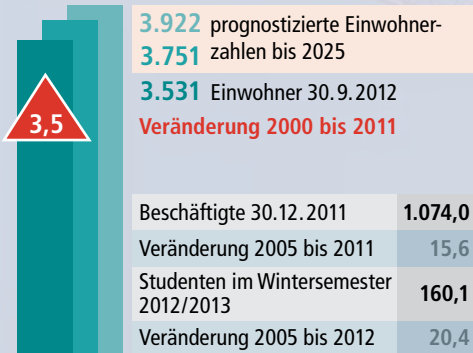 3.922 prognostizierte Einwohner-
3.751 zahlen bis 2025
3.531 Einwohner 30.9.2012
3,5 Veränderung 2000 bis 2011
Beschäftigte 30.12.2011 1.074,0
Veränderung 2005 bis 2011 15,6
Studenten im Wintersemester
2012/2013 160,1
Veränderung 2005 bis 2012 20,4